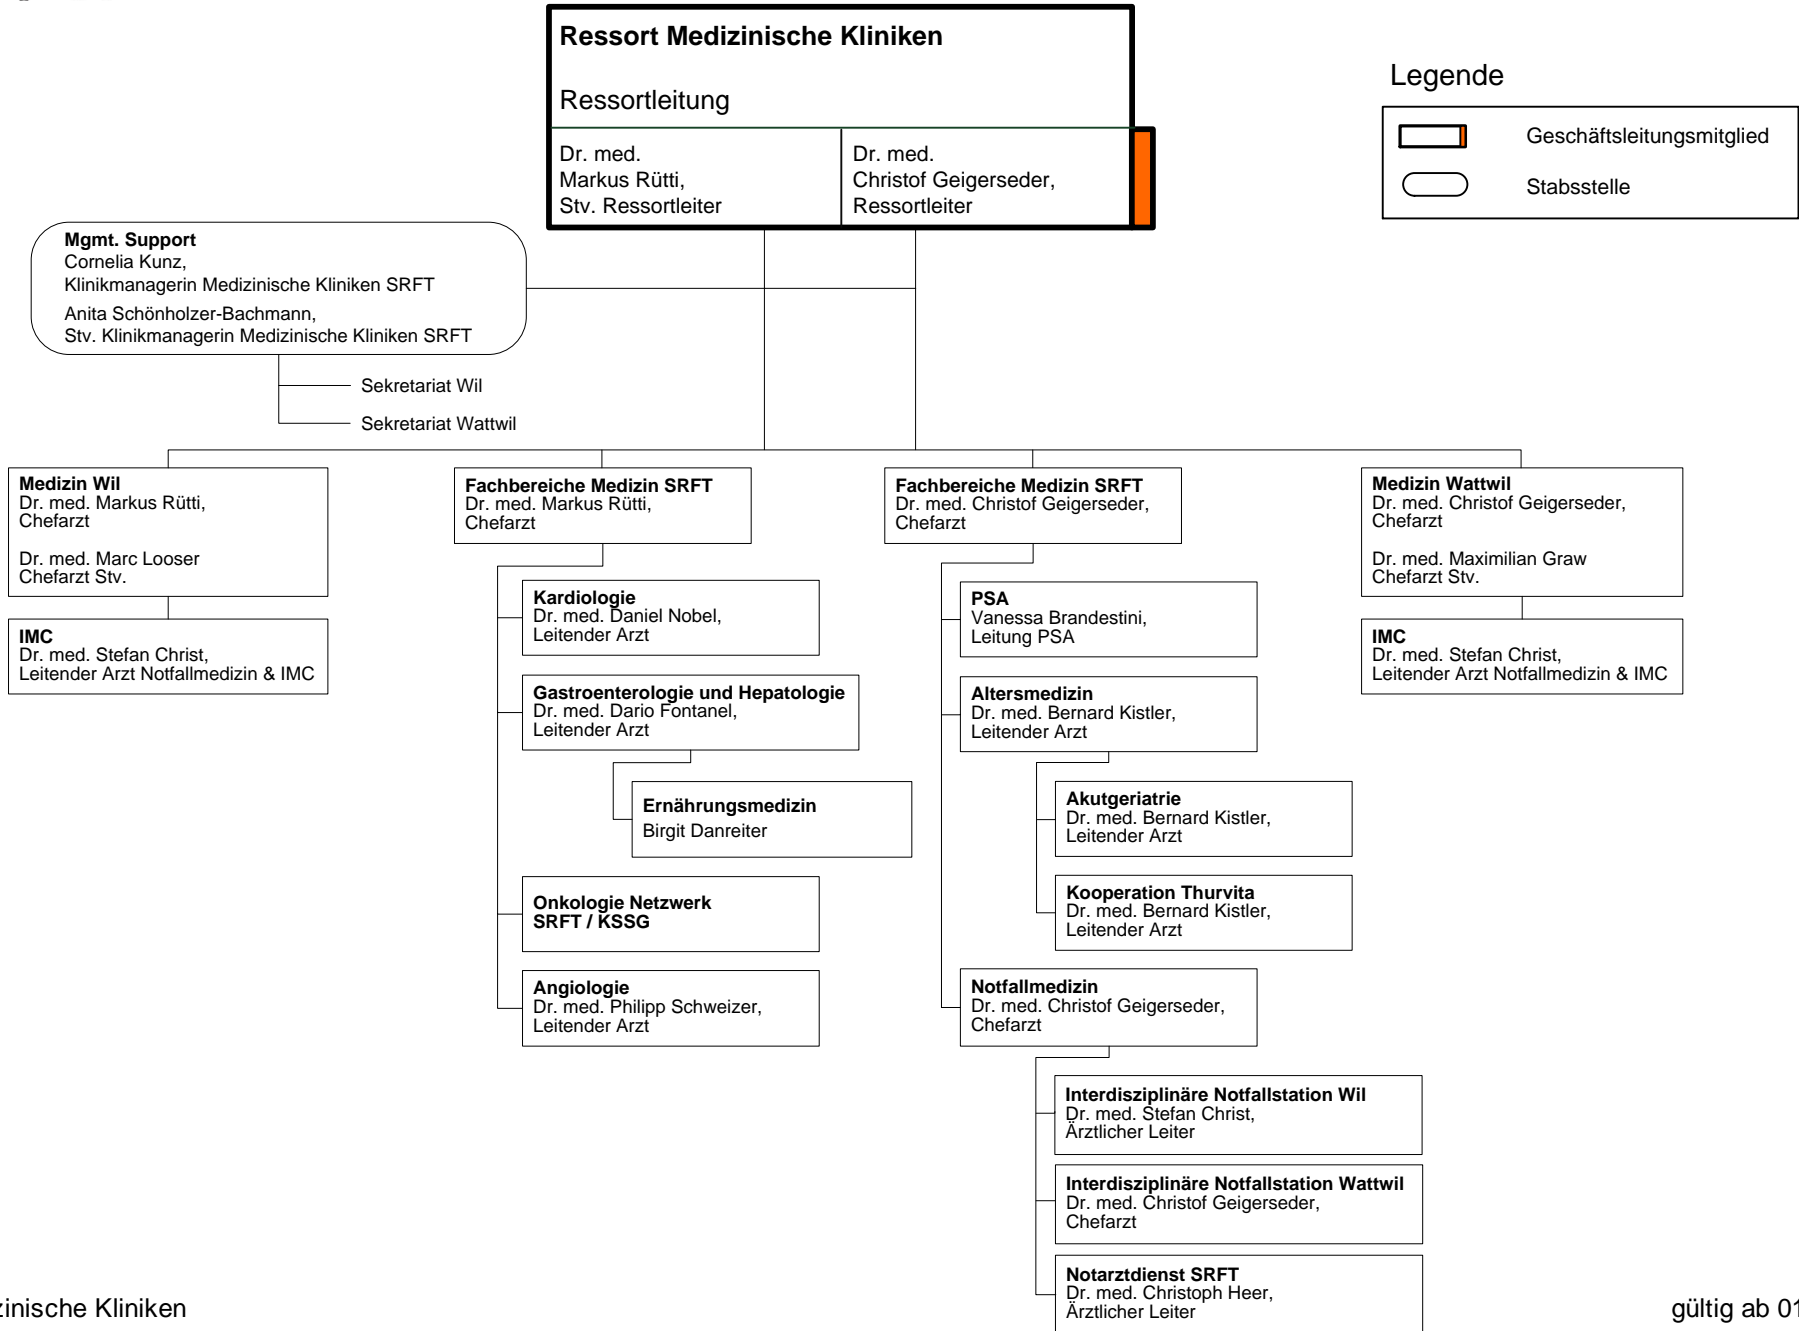 Ressort Medizinische Kliniken
Ressortleitung
Dr. med.
Markus Rütti,
Stv. Ressortleiter
Dr. med.
Christof Geigerseder,
Ressortleiter
Legende
Geschäftsleitungsmitglied
Stabsstelle
Mgmt. Support
Cornelia Kunz,
Klinikmanagerin Medizinische Kliniken SRFT
Anita Schönholzer-Bachmann,
Stv. Klinikmanagerin Medizinische Kliniken SRFT
Sekretariat Wil
Sekretariat Wattwil
Medizin Wil
Dr. med. Markus Rütti,
Chefarzt
Dr. med. Marc Looser
Chefarzt Stv.
IMC
Dr. med. Stefan Christ,
Leitender Arzt Notfallmedizin & IMC
Fachbereiche Medizin SRFT
Dr. med. Markus Rütti,
Chefarzt
Kardiologie
Dr. med. Daniel Nobel,
Leitender Arzt
Gastroenterologie und Hepatologie
Dr. med. Dario Fontanel,
Leitender Arzt
Ernährungsmedizin
Birgit Danreiter
Onkologie Netzwerk
SRFT / KSSG
Angiologie
Dr. med. Philipp Schweizer,
Leitender Arzt
Fachbereiche Medizin SRFT
Dr. med. Christof Geigerseder,
Chefarzt
PSA
Vanessa Brandestini,
Leitung PSA
Altersmedizin
Dr. med. Bernard Kistler,
Leitender Arzt
Akutgeriatrie
Dr. med. Bernard Kistler,
Leitender Arzt
Kooperation Thurvita
Dr. med. Bernard Kistler,
Leitender Arzt
Notfallmedizin
Dr. med. Christof Geigerseder,
Chefarzt
Interdisziplinäre Notfallstation Wil
Dr. med. Stefan Christ,
Ärztlicher Leiter
Interdisziplinäre Notfallstation Wattwil
Dr. med. Christof Geigerseder,
Chefarzt
Notarztdienst SRFT
Dr. med. Christoph Heer,
Ärztlicher Leiter
Medizin Wattwil
Dr. med. Christof Geigerseder,
Chefarzt
Dr. med. Maximilian Graw
Chefarzt Stv.
IMC
Dr. med. Stefan Christ,
Leitender Arzt Notfallmedizin & IMC
zinische Kliniken
gültig ab 01